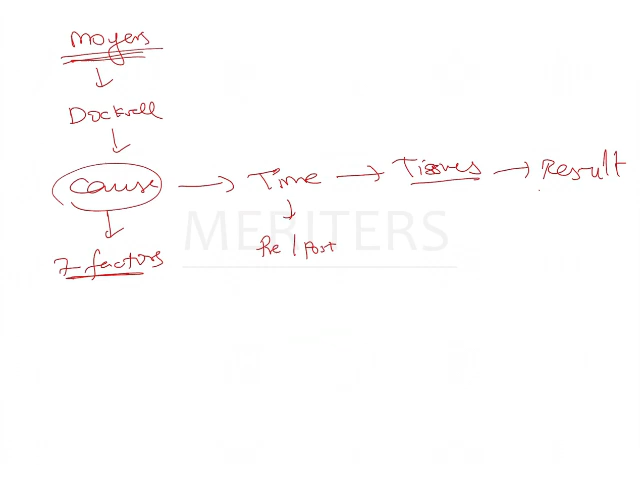 Moyers
↓
Dockrell
↓
Cause → Time → Tissues → Result
↓ ↓
7 factors
Pre / Post
MERITERS